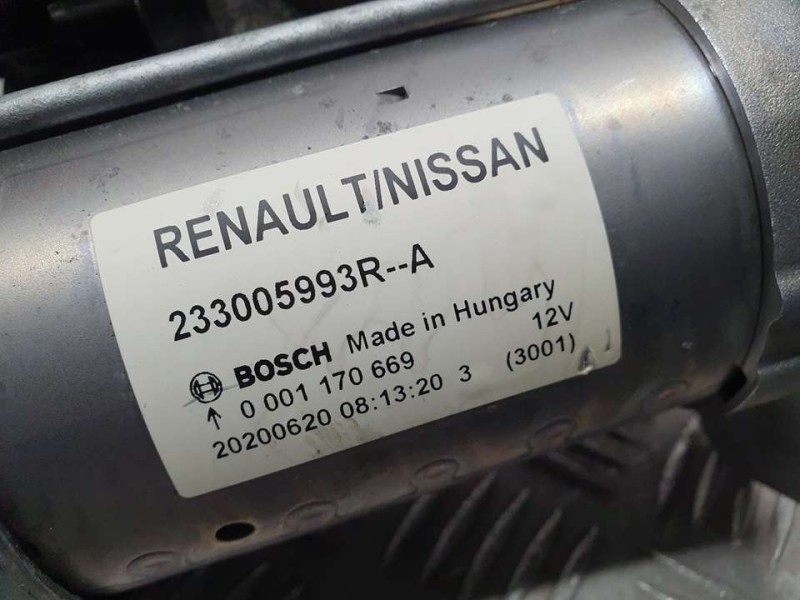 RENAULT/NISSAN
233005993R--A
BOSCH Made in Hungary
0 001 170 669 12V
20200620 08:13:20 3 (3001)